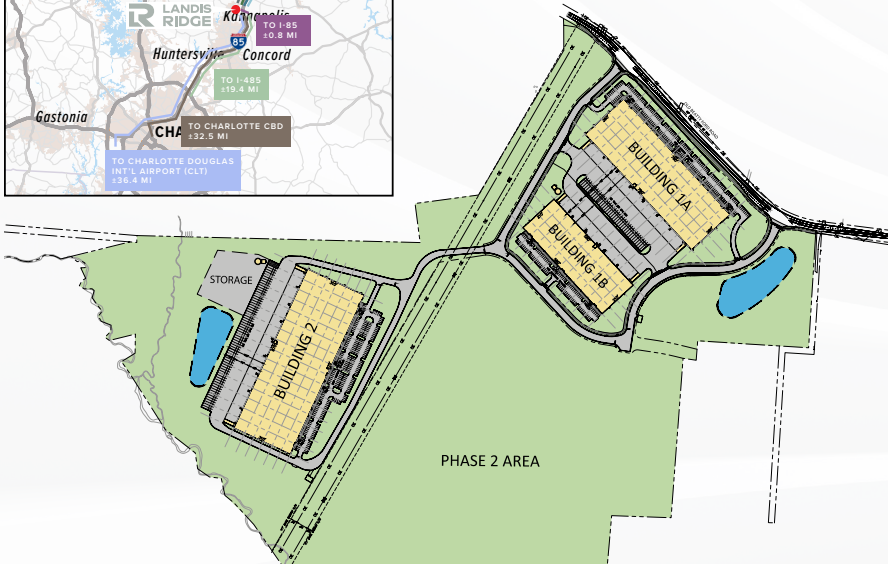 LANDIS
RIDGE
Kannapolis
TO I-85
±0.8 MI
85
Huntersville
Concord
TO I-485
±19.4 MI
Gastonia
CHA
TO CHARLOTTE CBD
±32.5 MI
TO CHARLOTTE DOUGLAS
INT'L AIRPORT (CLT)
±36.4 MI
BUILDING 1A
BUILDING 1B
STORAGE
BUILDING 2
PHASE 2 AREA